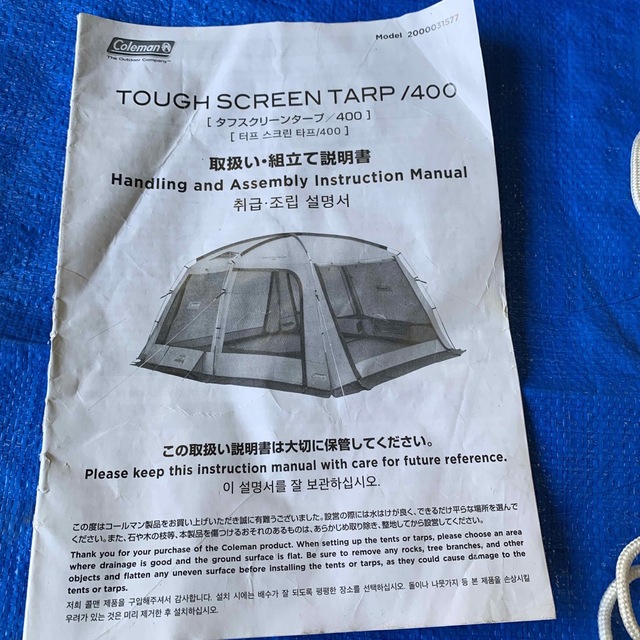 Coleman
The Outdoor Company™
Model 2000031577
TOUGH SCREEN TARP /400
[ タフスクリーンタープ/400 ]
[ 터프 스크린 타프/400 ]
取扱い・組立て説明書
Handling and Assembly Instruction Manual
취급·조립 설명서
この取扱い説明書は大切に保管してください。
Please keep this instruction manual with care for future reference.
이 설명서를 잘 보관하십시오.
この度はコールマン製品をお買い上げいただき誠に有難うございました。設営の際には水はけが良く、できるだけ平らな場所を選んで
ください。また、石や木の枝等、本製品を傷つけるおそれのあるものは、あらかじめ取り除き、整地してから設営してください。
Thank you for your purchase of the Coleman product. When setting up the tents or tarps, please choose an area
where drainage is good and the ground surface is flat. Be sure to remove any rocks, tree branches, and other
objects and flatten any uneven surface before installing the tents or tarps, as they could cause damage to the
tents or tarps.
저희 콜맨 제품을 구입해주셔서 감사합니다. 설치 시에는 배수가 잘 되도록 평평한 장소를 선택하십시오. 돌이나 나뭇가지 등 본 제품을 손상시킬
우려가 있는 것은 미리 제거한 후 설치하십시오.